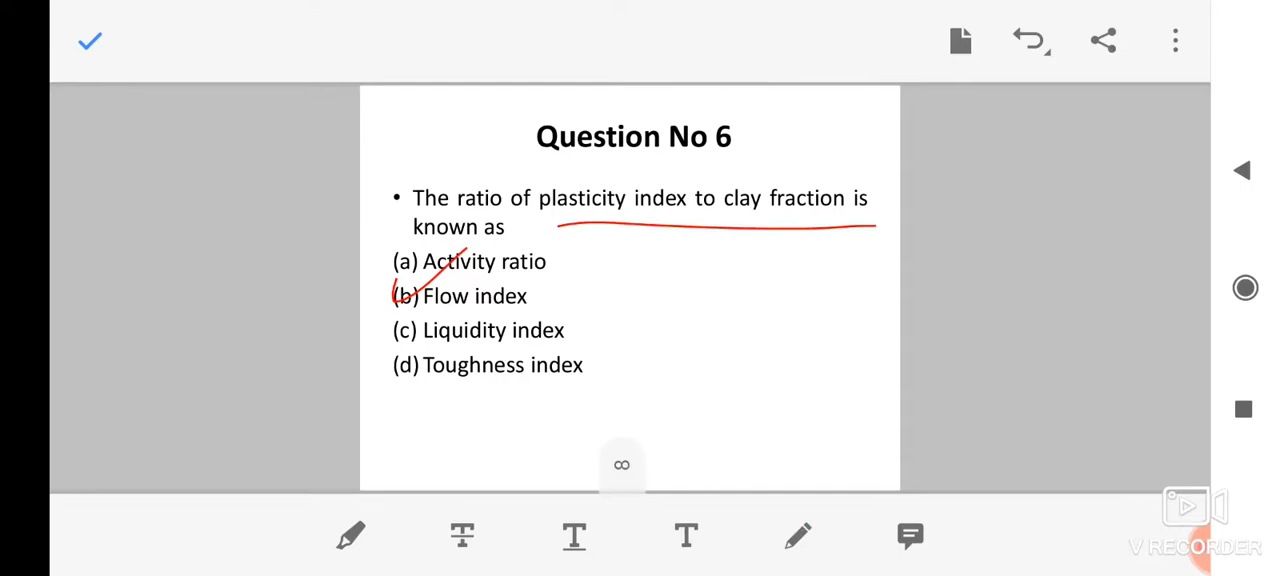 Question No 6
• The ratio of plasticity index to clay fraction is
known as
(a) Activity ratio
(b) Flow index
(c) Liquidity index
(d) Toughness index
8
T
T
T
V RECORDER